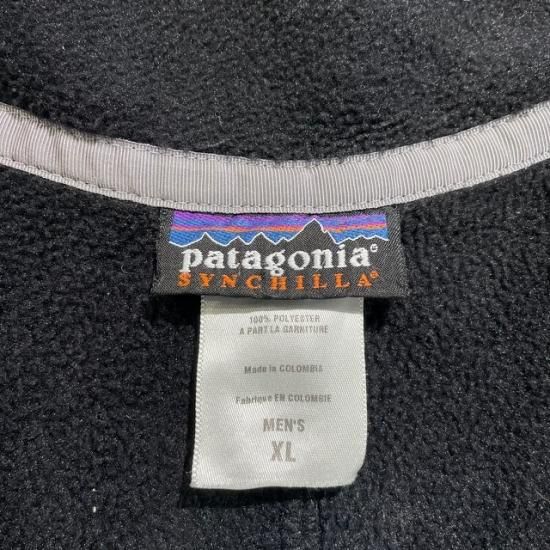 patagonia®
SYNCHILLA®
100% POLYESTER
A PART LA GARNITURE
Made in COLOMBIA
Fabriqué EN COLOMBIE
MEN'S
XL